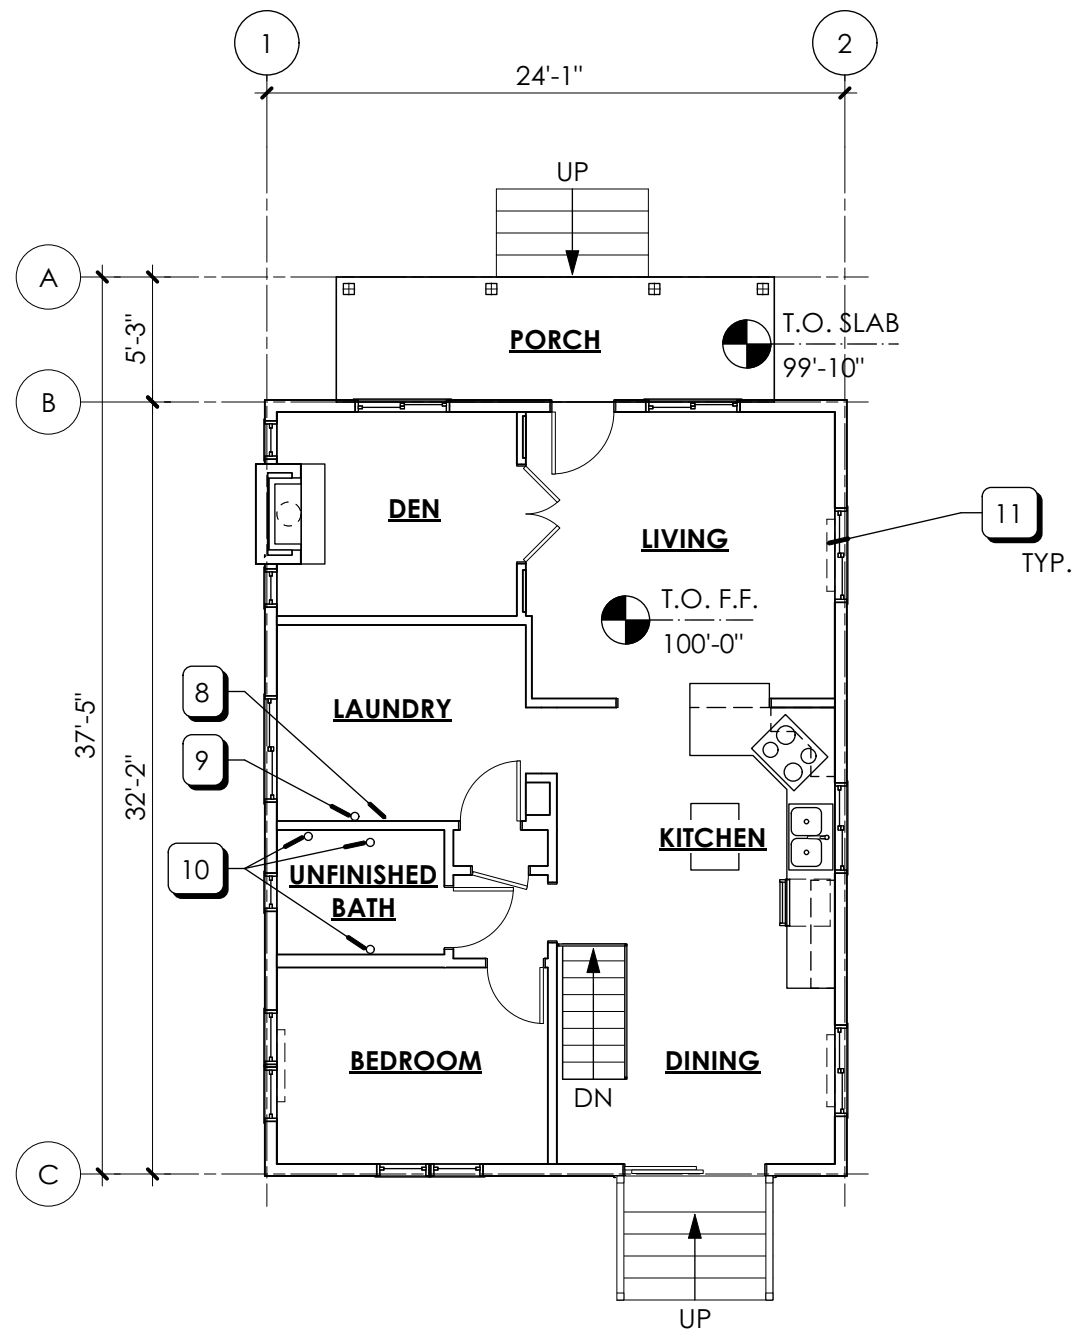 1
2
24'-1"
UP
A
5'-3"
PORCH
T.O. SLAB
99'-10"
B
DEN
LIVING
11
TYP.
T.O. F.F.
100'-0"
8
LAUNDRY
37'-5"
32'-2"
9
KITCHEN
10
UNFINISHED
BATH
BEDROOM
DINING
DN
C
UP